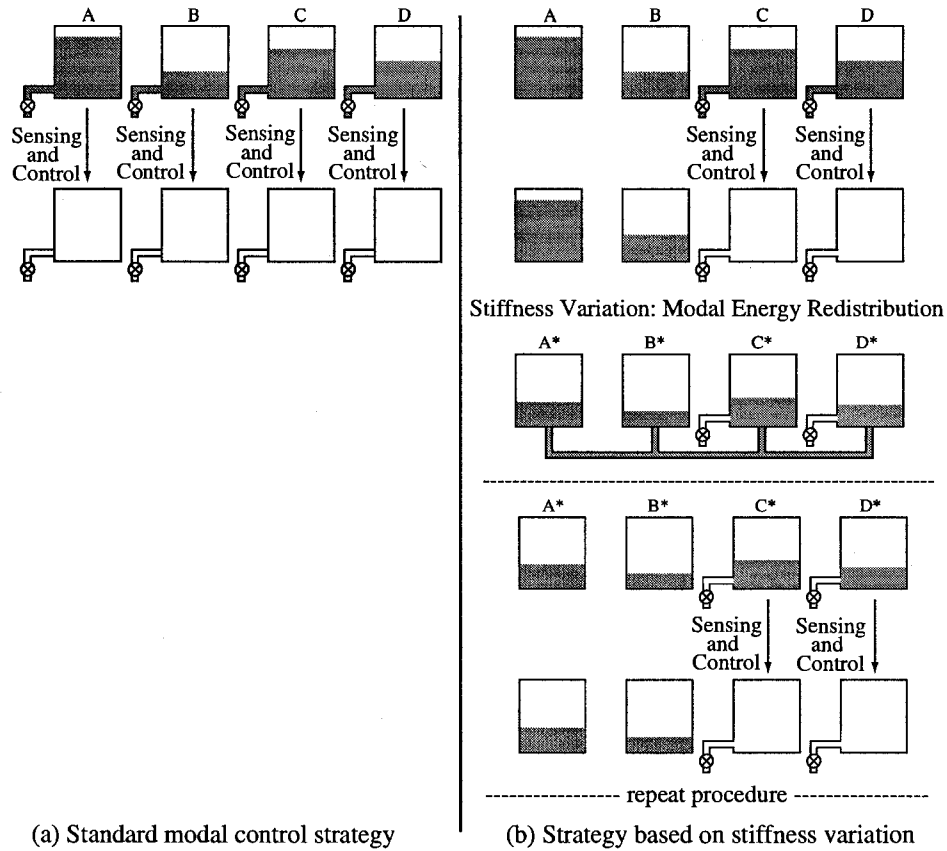 A B C D
Sensing and Control
Sensing and Control
Sensing and Control
Sensing and Control
(a) Standard modal control strategy
A B C D
Sensing and Control
Sensing and Control
Stiffness Variation: Modal Energy Redistribution
A* B* C* D*
A* B* C* D*
Sensing and Control
Sensing and Control
repeat procedure
(b) Strategy based on stiffness variation